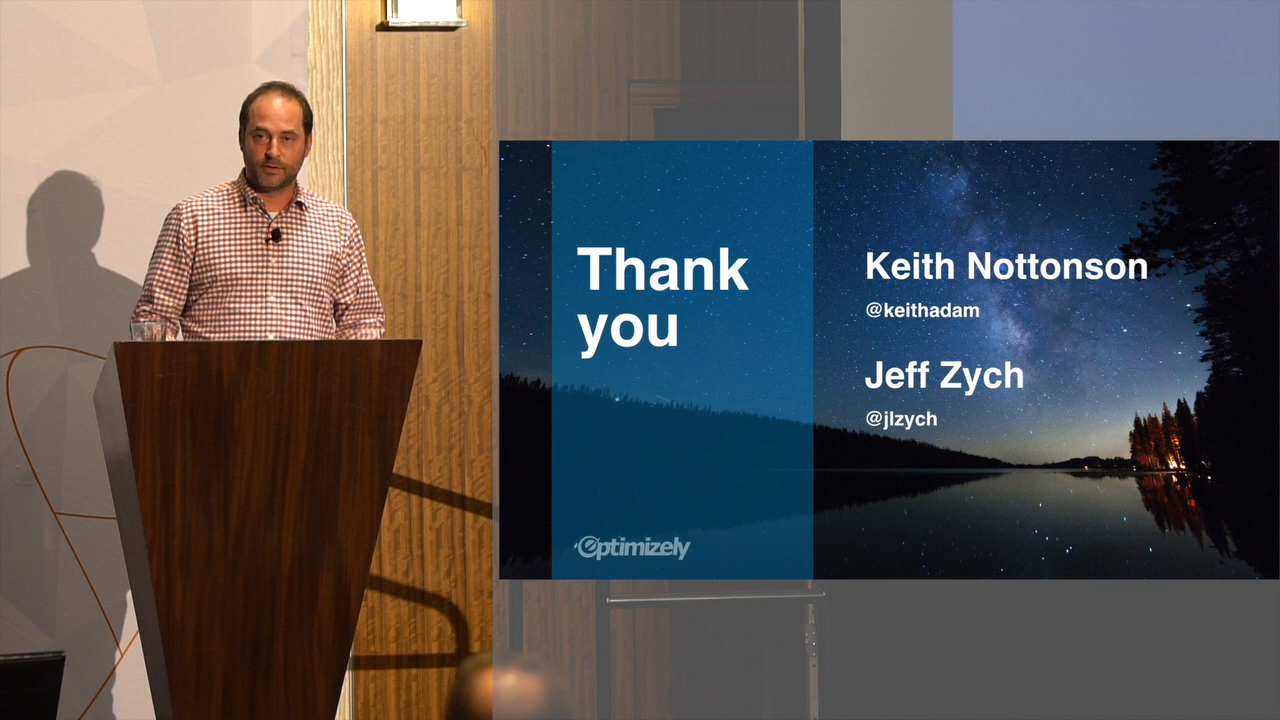 Thank
you
Optimizely
Keith Nottonson
@keithadam
Jeff Zych
@jlzych